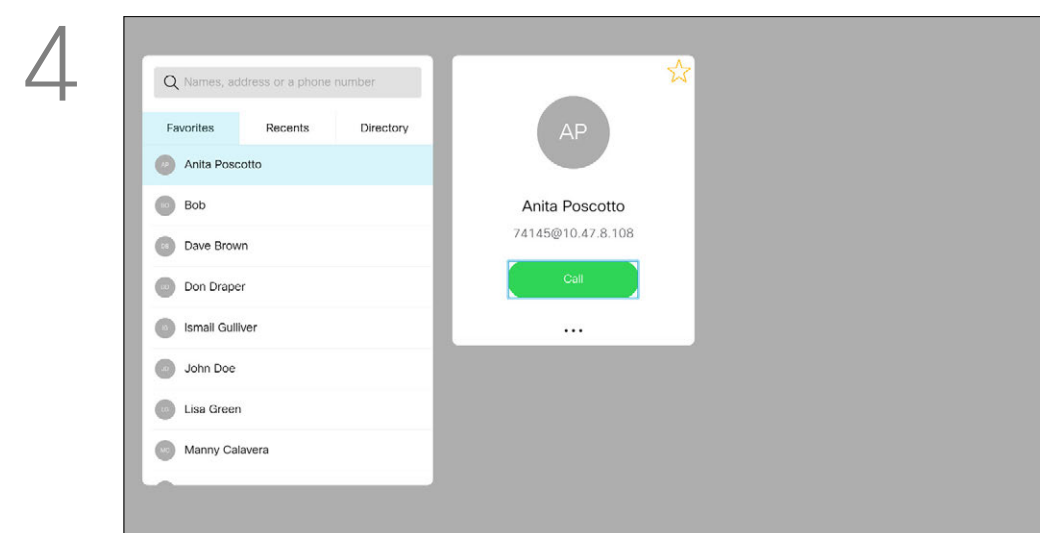 4
Names, address or a phone number
Favorites Recents Directory
Anita Poscotto
Bob
Dave Brown
Don Draper
Ismail Gulliver
John Doe
Lisa Green
Manny Calavera
AP
Anita Poscotto
74145@10.47.8.108
Call
...